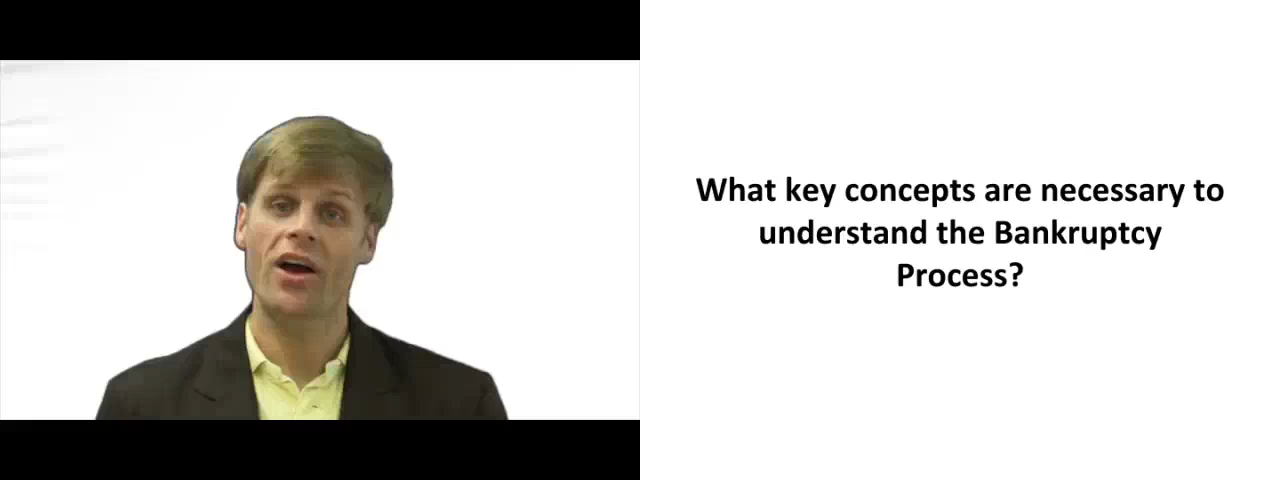 What key concepts are necessary to
understand the Bankruptcy
Process?